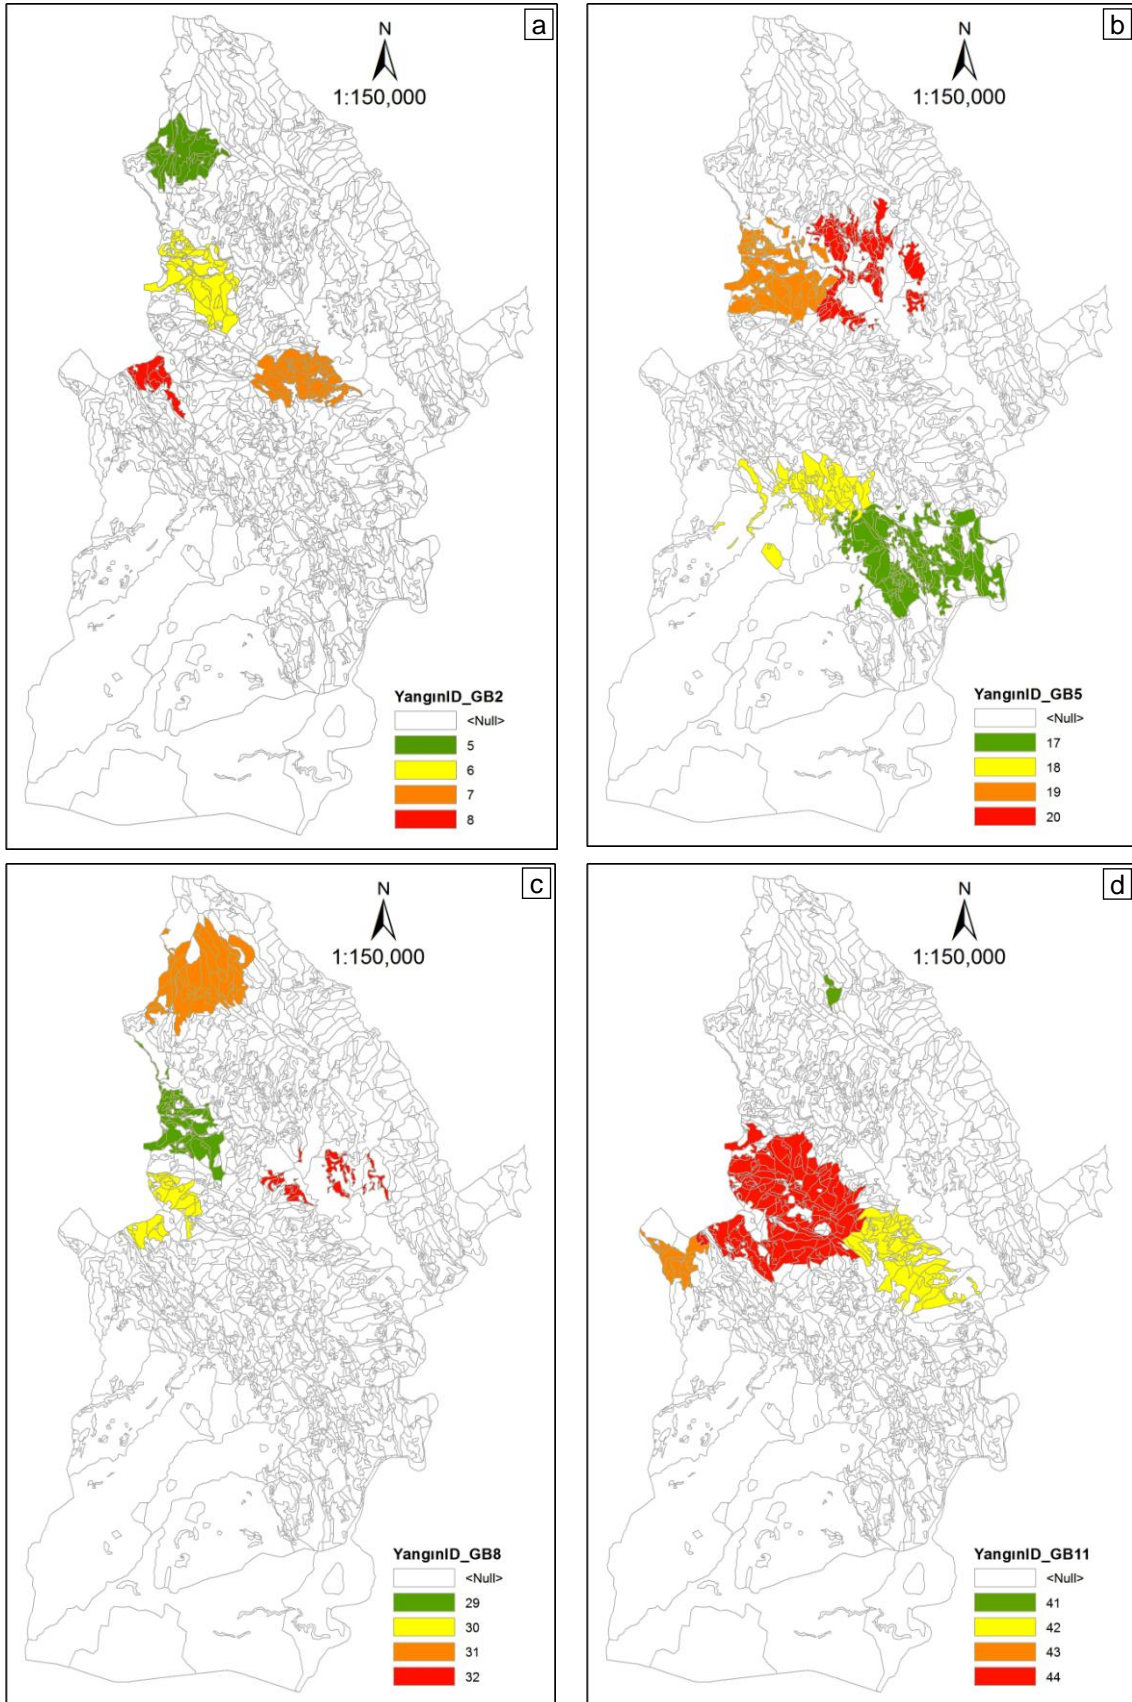 a
N
1:150,000
YangınID_GB2
<Null>
5
6
7
8
b
N
1:150,000
YangınID_GB5
<Null>
17
18
19
20
c
N
1:150,000
YangınID_GB8
<Null>
29
30
31
32
d
N
1:150,000
YangınID_GB11
<Null>
41
42
43
44